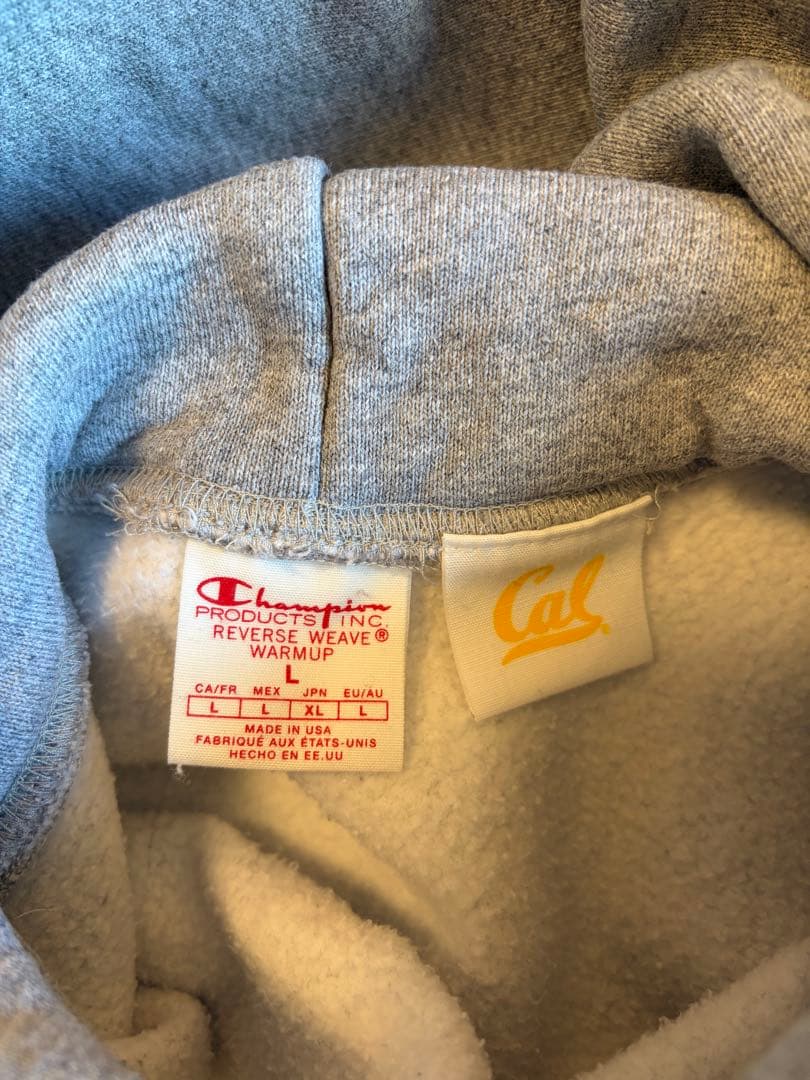 Champion
PRODUCTS INC.
REVERSE WEAVE®
WARMUP
L
CA/FR MEX JPN EU/AU
L L XL L
MADE IN USA
FABRIQUÉ AUX ÉTATS-UNIS
HECHO EN EE.UU
Cal